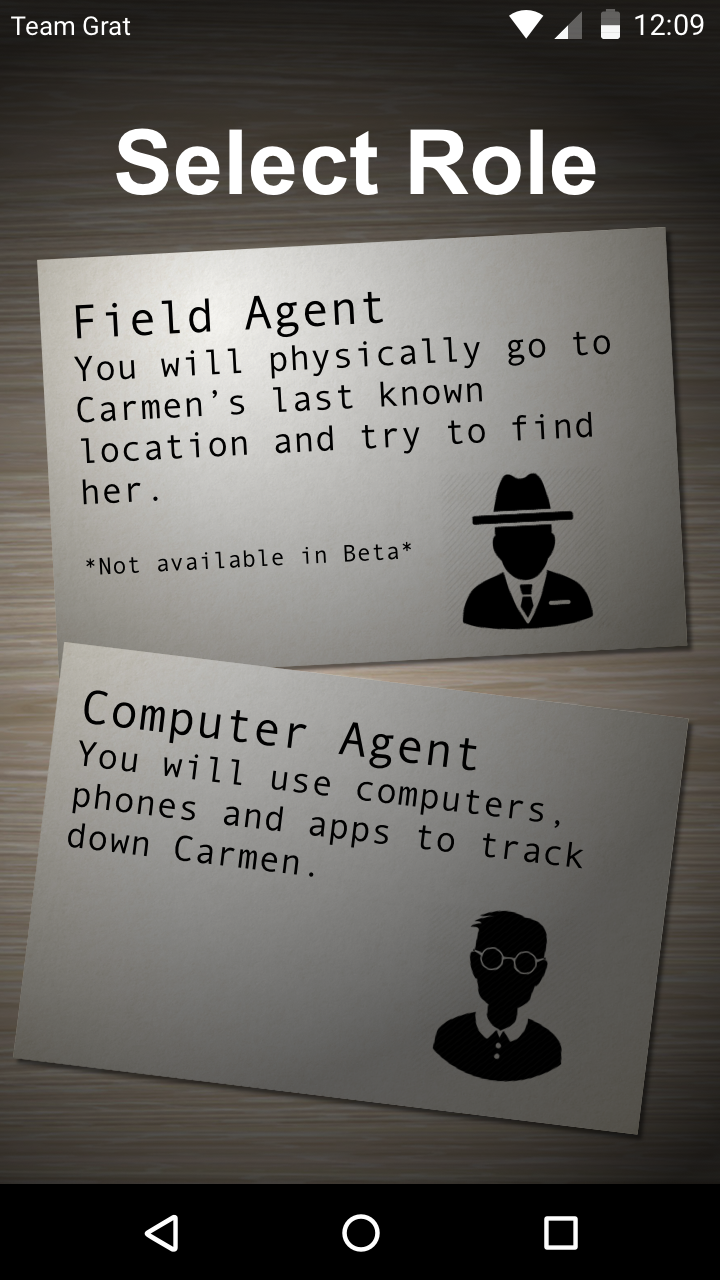 Team Grat
12:09
Select Role
Field Agent
You will physically go to
Carmen's last known
location and try to find
her.
*Not available in Beta*
Computer Agent
You will use computers,
phones and apps to track
down Carmen.